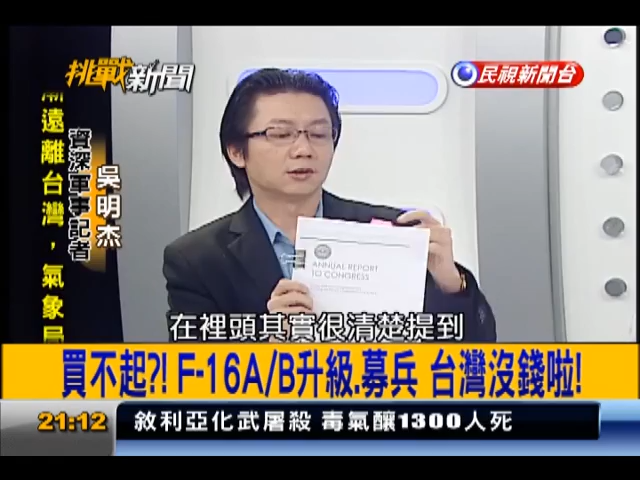 挑戰新聞
民視新聞台
漸遠離台灣，氣象局
資深軍事記者
吳明杰
ANNUAL REPORT
TO CONGRESS
在裡頭其實很清楚提到
買不起?! F-16A/B升級.募兵 台灣沒錢啦!
21:12
敘利亞化武屠殺 毒氣釀1300人死